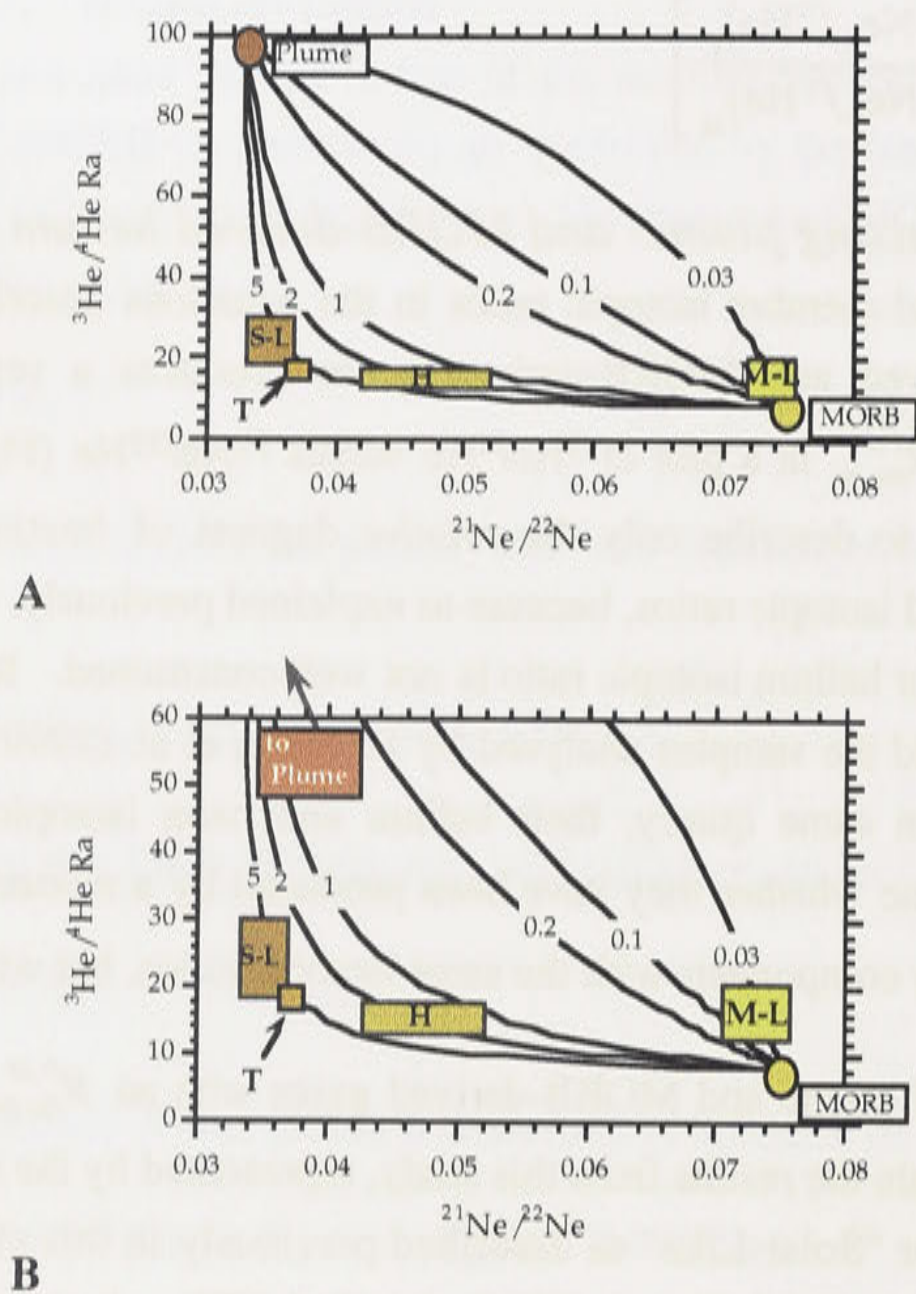 Plume
100
80
60
40
20
0
³He/⁴He Ra
5
2
1
0.2
0.1
0.03
S-L
T
H
M-L
MORB
0.03
0.04
0.05
0.06
0.07
0.08
²¹Ne/²²Ne
A
60
50
40
30
20
10
0
³He/⁴He Ra
to
Plume
5
2
1
0.2
0.1
0.03
S-L
T
H
M-L
MORB
0.03
0.04
0.05
0.06
0.07
0.08
²¹Ne/²²Ne
B